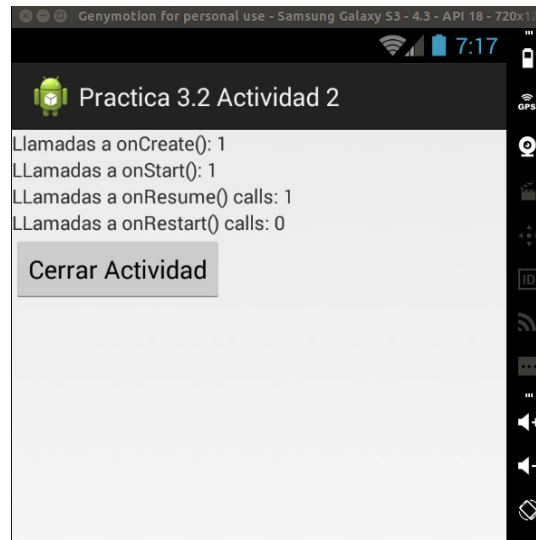 Genymotion for personal use - Samsung Galaxy S3 - 4.3 - API 18 - 720x12
7:17
Practica 3.2 Actividad 2
GPS
Llamadas a onCreate(): 1
LLamadas a onStart(): 1
LLamadas a onResume() calls: 1
LLamadas a onRestart() calls: 0
Cerrar Actividad
ID